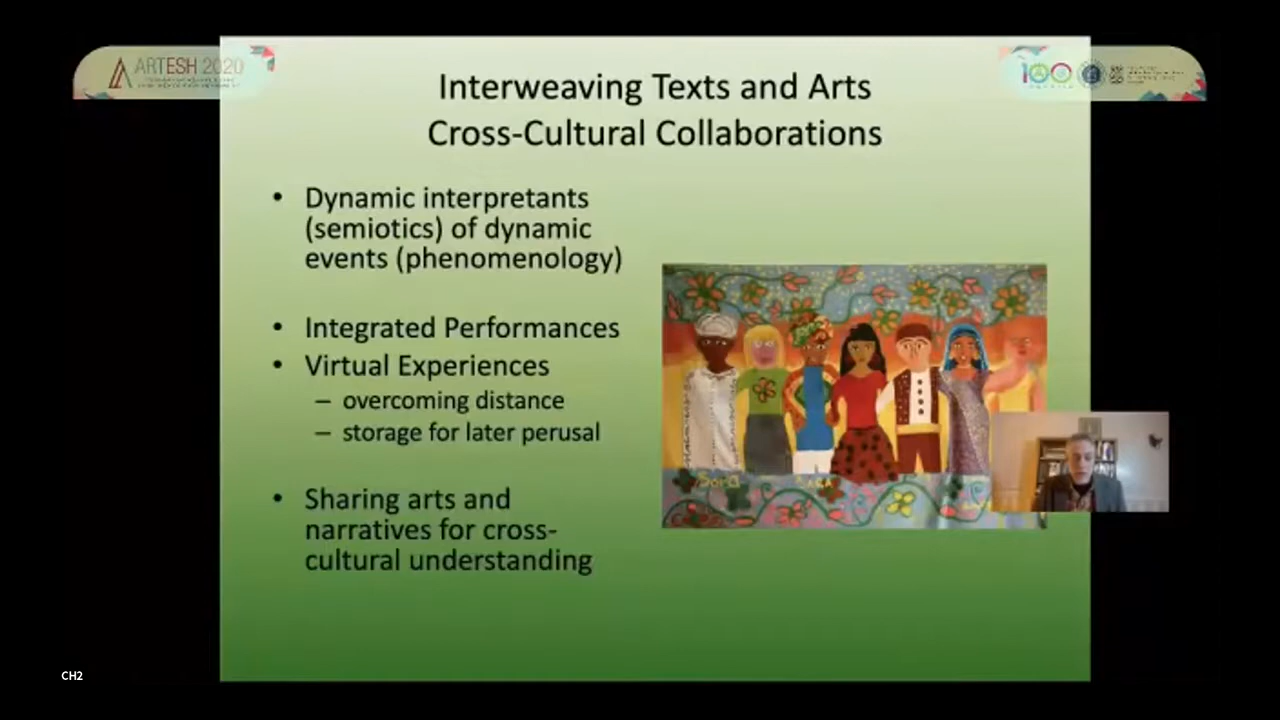 ARTESH 2020
100
Interweaving Texts and Arts
Cross-Cultural Collaborations
• Dynamic interpretants
(semiotics) of dynamic
events (phenomenology)
• Integrated Performances
• Virtual Experiences
– overcoming distance
– storage for later perusal
• Sharing arts and
narratives for cross-
cultural understanding
CH2